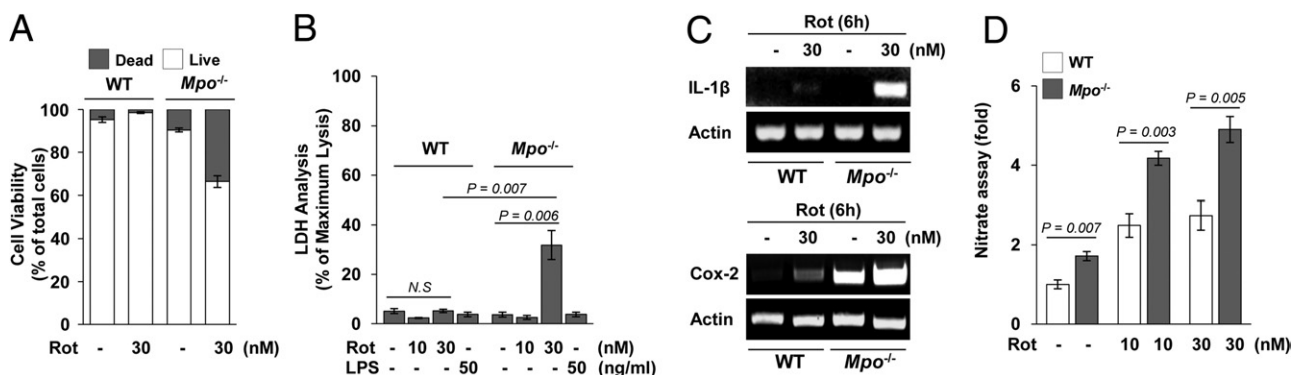 A
Dead Live
WT Mpo-/-
Cell Viability
(% of total cells)
100
80
60
40
20
0
Rot - 30 - 30 (nM)
B
LDH Analysis
(% of Maximum Lysis)
100
80
60
40
20
0
WT Mpo-/-
P = 0.007
P = 0.006
N.S
Rot - 10 30 - - 10 30 - (nM)
LPS - - - 50 - - - 50 (ng/ml)
C
Rot (6h)
- 30 - 30 (nM)
IL-1β
Actin
WT Mpo-/-
Rot (6h)
- 30 - 30 (nM)
Cox-2
Actin
WT Mpo-/-
D
WT
Mpo-/-
Nitrate assay (fold)
6
4
2
0
P = 0.005
P = 0.003
P = 0.007
Rot - - 10 10 30 30 (nM)